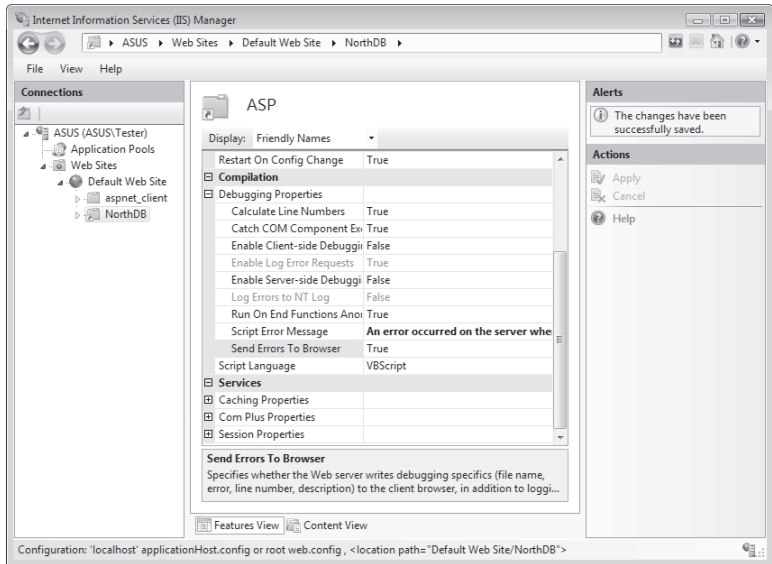 Internet Information Services (IIS) Manager
ASUS Web Sites Default Web Site NorthDB
File View Help
Connections
ASUS (ASUS\Tester)
Application Pools
Web Sites
Default Web Site
aspnet_client
NorthDB
ASP
Display: Friendly Names
Restart On Config Change True
Compilation
Debugging Properties
Calculate Line Numbers True
Catch COM Component Ex True
Enable Client-side Debuggi False
Enable Log Error Requests True
Enable Server-side Debuggi False
Log Errors to NT Log False
Run On End Functions Anoi True
Script Error Message An error occurred on the server whe
Send Errors To Browser True
Script Language VBScript
Services
Caching Properties
Com Plus Properties
Session Properties
Send Errors To Browser
Specifies whether the Web server writes debugging specifics (file name,
error, line number, description) to the client browser, in addition to loggi...
Features View Content View
Alerts
The changes have been
successfully saved.
Actions
Apply
Cancel
Help
Configuration: 'localhost' applicationHost.config or root web.config , <location path="Default Web Site/NorthDB">